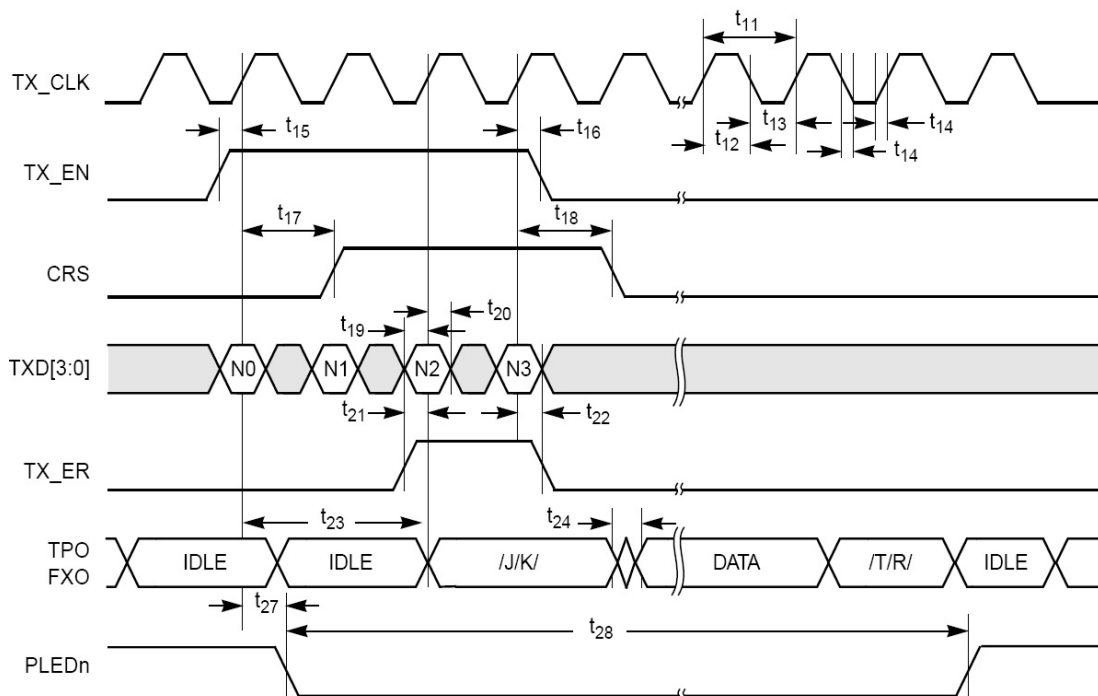 t11
TX_CLK
t15
t16
t13
t14
t12
t14
TX_EN
t17
t18
CRS
t19
t20
TXD[3:0]
N0
N1
N2
N3
t21
t22
TX_ER
t23
t24
TPO
FXO
IDLE
IDLE
/J/K/
DATA
/T/R/
IDLE
t27
t28
PLEDn